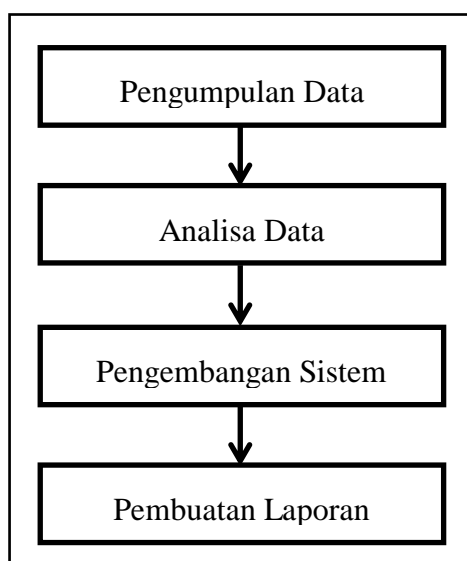 Pengumpulan Data
Analisa Data
Pengembangan Sistem
Pembuatan Laporan